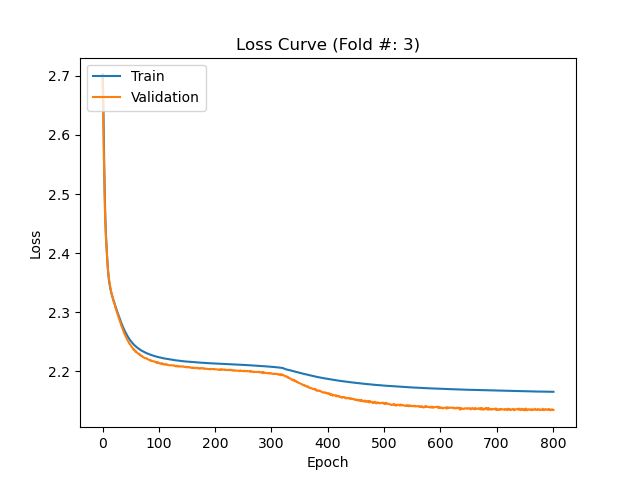 Loss Curve (Fold #: 3)
Train
Validation
2.7
2.6
2.5
2.4
2.3
2.2
Loss
0 100 200 300 400 500 600 700 800
Epoch